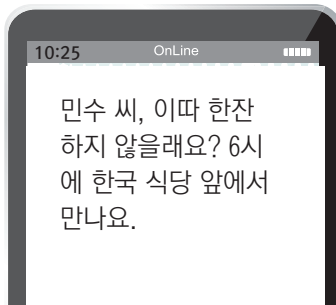 10:25 OnLine
민수 씨, 이따 한잔
하지 않을래요? 6시
에 한국 식당 앞에서
만나요.